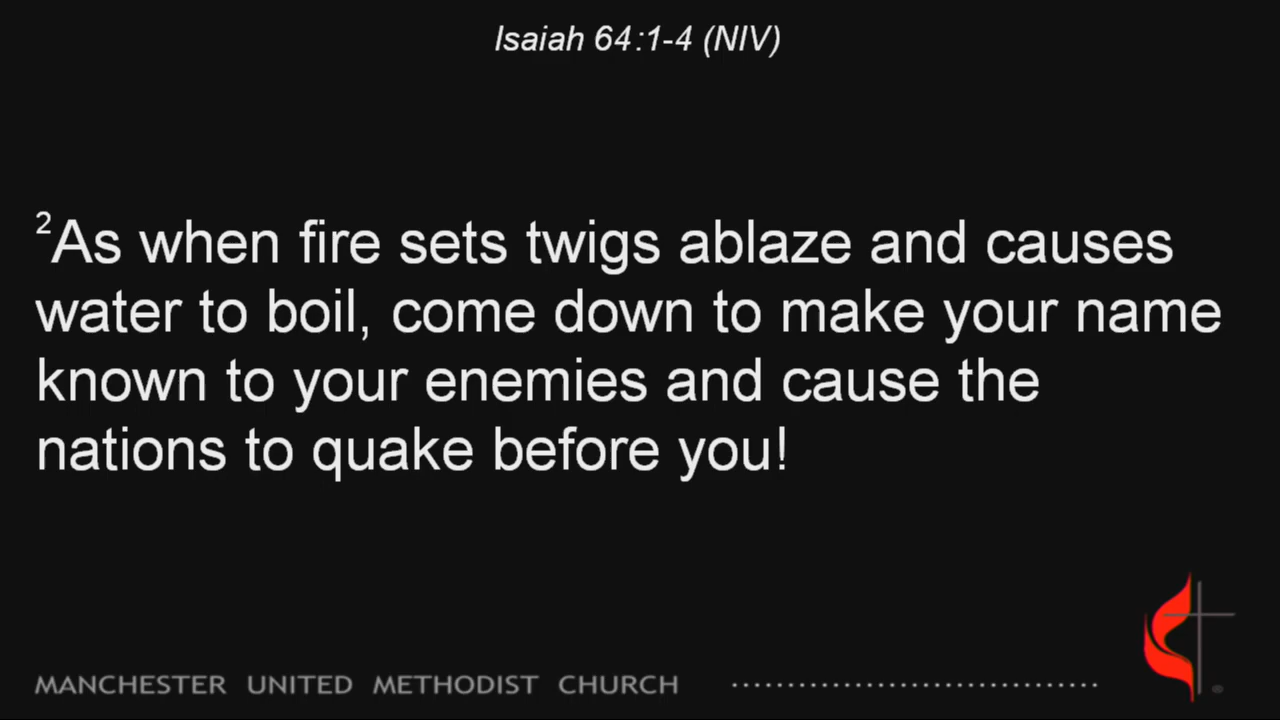 Isaiah 64:1-4 (NIV)
²As when fire sets twigs ablaze and causes
water to boil, come down to make your name
known to your enemies and cause the
nations to quake before you!
MANCHESTER UNITED METHODIST CHURCH ®